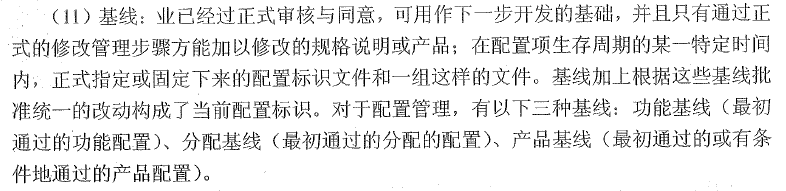 （11）基线：业已经过正式审核与同意，可用作下一步开发的基础，并且只有通过正
式的修改管理步骤方能加以修改的规格说明或产品；在配置项生存周期的某一特定时间
内，正式指定或固定下来的配置标识文件和一组这样的文件。基线加上根据这些基线批
准统一的改动构成了当前配置标识。对于配置管理，有以下三种基线：功能基线（最初
通过的功能配置）、分配基线（最初通过的分配的配置）、产品基线（最初通过的或有条
件地通过的产品配置）。